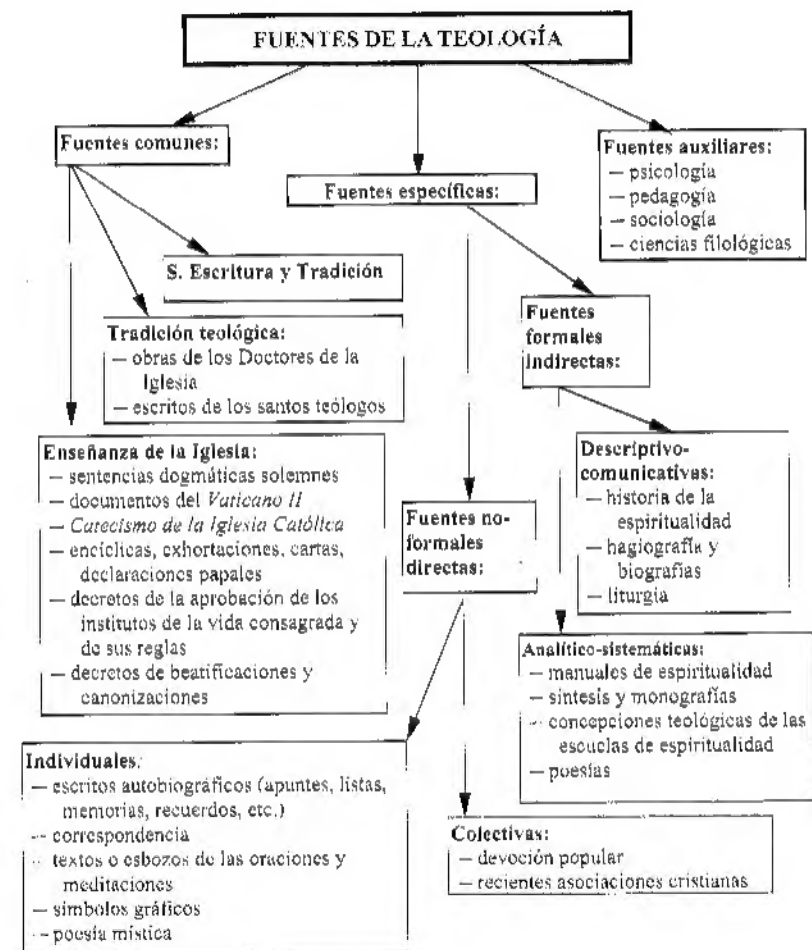 FUENTES DE LA TEOLOGÍA
Fuentes comunes:
Fuentes específicas:
Fuentes auxiliares:
— psicología
— pedagogía
— sociología
— ciencias filológicas
S. Escritura y Tradición
Tradición teológica:
— obras de los Doctores de la
Iglesia
— escritos de los santos teólogos
Enseñanza de la Iglesia:
— sentencias dogmáticas solemnes
— documentos del Vaticano II
— Catecismo de la Iglesia Católica
— encíclicas, exhortaciones, cartas,
declaraciones papales
— decretos de la aprobación de los
institutos de la vida consagrada y
de sus reglas
— decretos de beatificaciones y
canonizaciones
Fuentes
formales
indirectas:
Fuentes no-
formales
directas:
Descriptivo-
comunicativas:
— historia de la
espiritualidad
— hagiografía y
biografías
— liturgia
Analítico-sistemáticas:
— manuales de espiritualidad
— síntesis y monografías
— concepciones teológicas de las
escuelas de espiritualidad
— poesías
Individuales:
— escritos autobiográficos (apuntes, listas,
memorias, recuerdos, etc.)
— correspondencia
— textos o esbozos de las oraciones y
meditaciones
— símbolos gráficos
— poesía mística
Colectivas:
— devoción popular
— recientes asociaciones cristianas